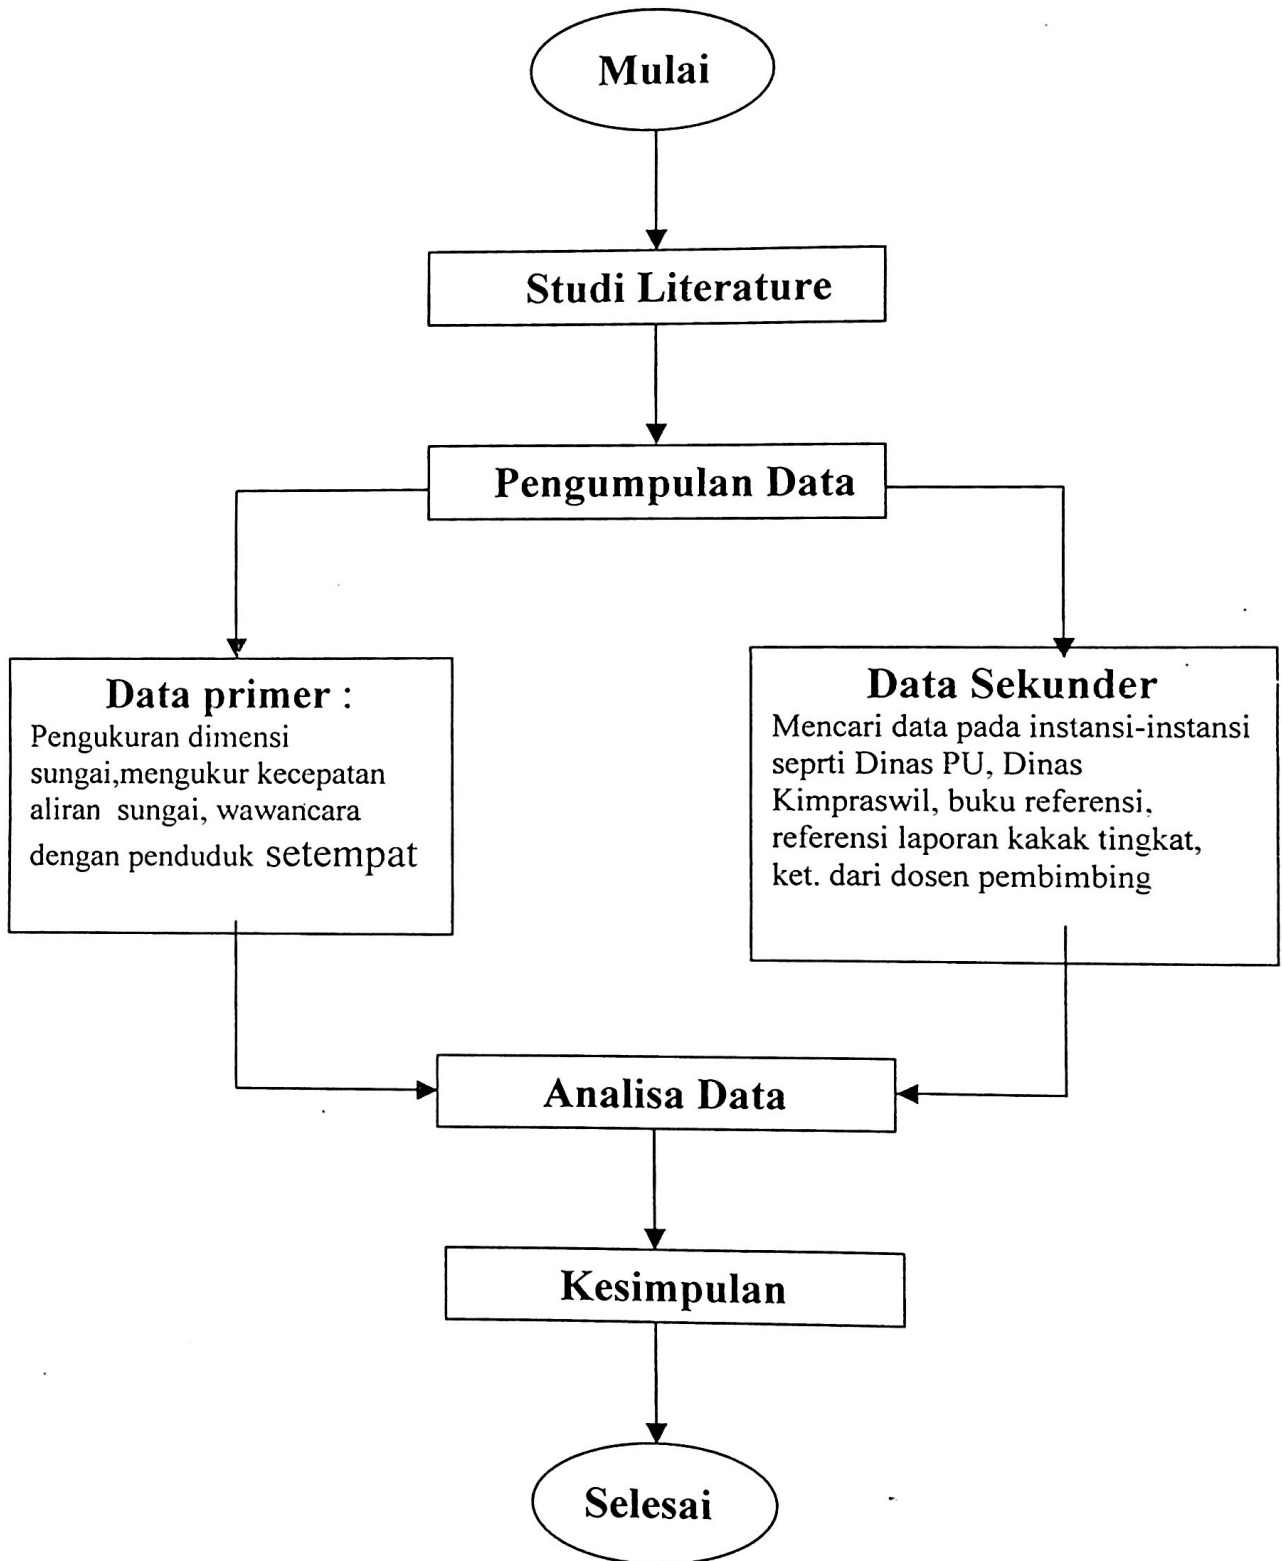 Mulai
Studi Literature
Pengumpulan Data
Data primer :
Pengukuran dimensi
sungai,mengukur kecepatan
aliran sungai, wawancara
dengan penduduk setempat
Data Sekunder
Mencari data pada instansi-instansi
seprti Dinas PU, Dinas
Kimpraswil, buku referensi,
referensi laporan kakak tingkat,
ket. dari dosen pembimbing
Analisa Data
Kesimpulan
Selesai